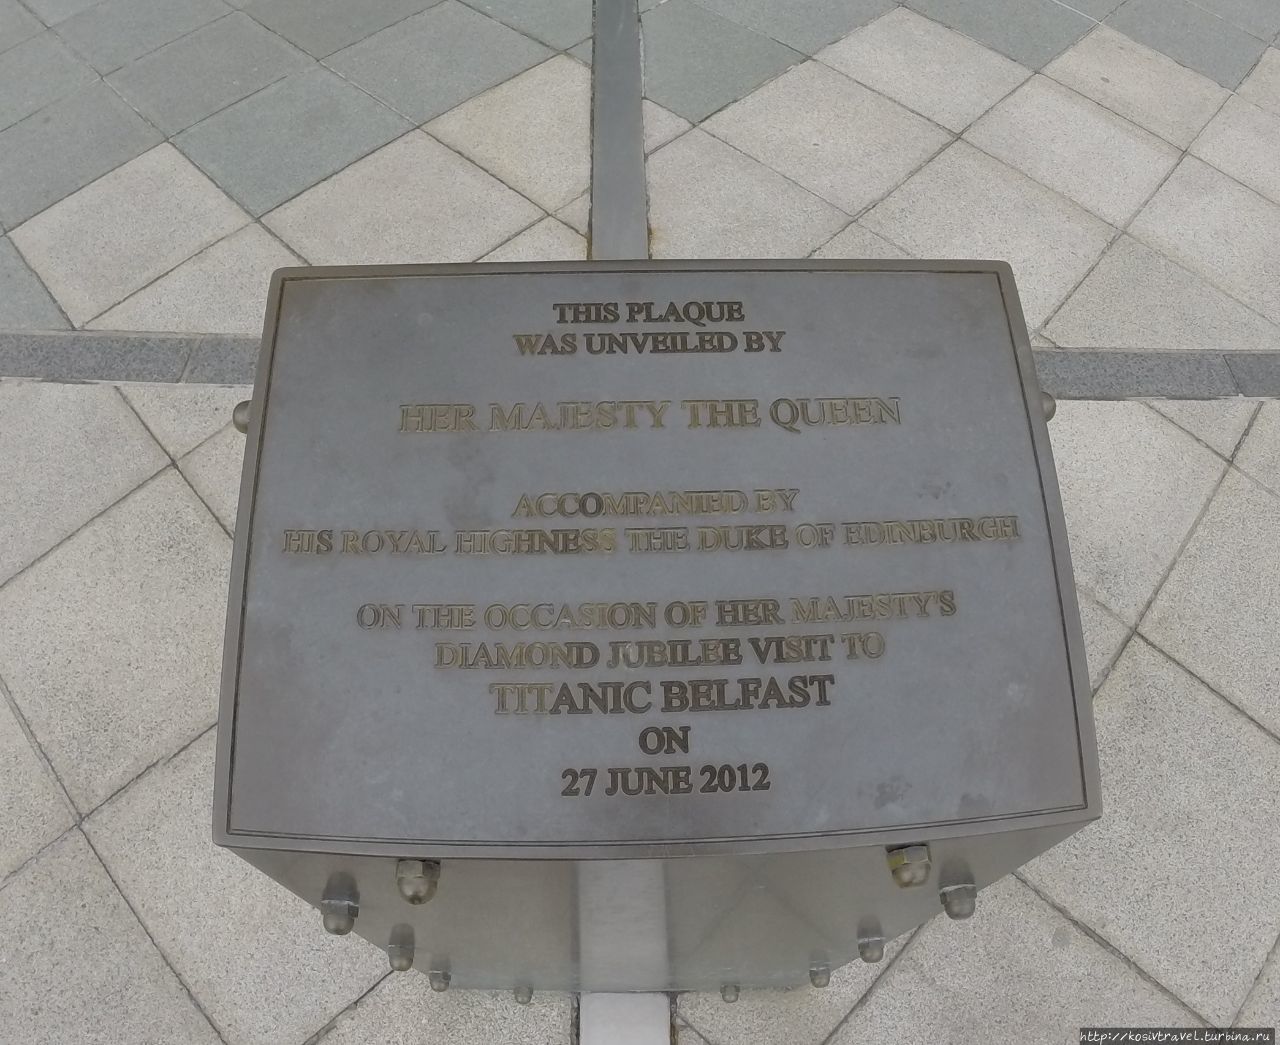 THIS PLAQUE
WAS UNVEILED BY
HER MAJESTY THE QUEEN
ACCOMPANIED BY
HIS ROYAL HIGHNESS THE DUKE OF EDINBURGH
ON THE OCCASION OF HER MAJESTY'S
DIAMOND JUBILEE VISIT TO
TITANIC BELFAST
ON
27 JUNE 2012
http://kosivtravel.turbina.ru